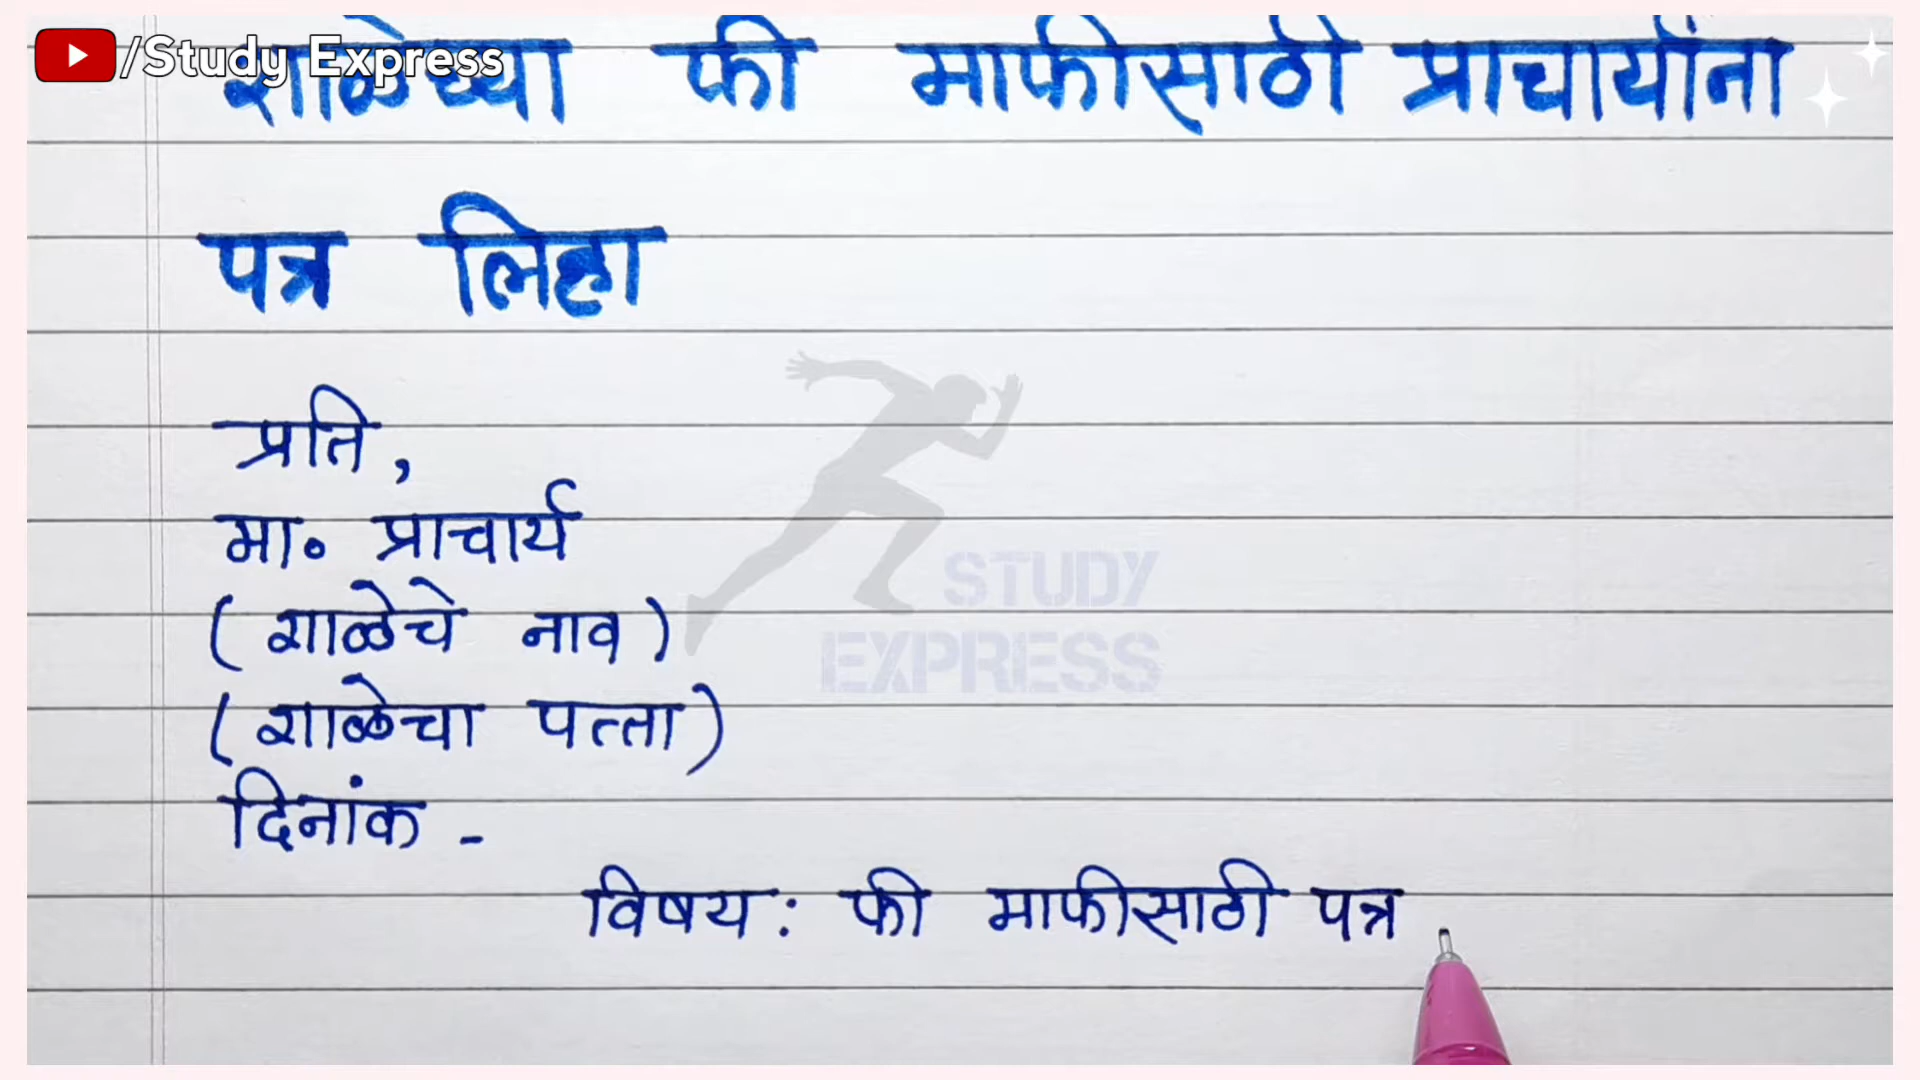 /Study Express
शाळेच्या फी माफीसाठी प्राचार्यांना
पत्र लिहा
प्रति,
मा॰ प्राचार्य
(शाळेचे नाव)
(शाळेचा पत्ता)
दिनांक -
विषय: फी माफीसाठी पत्र
STUDY
EXPRESS